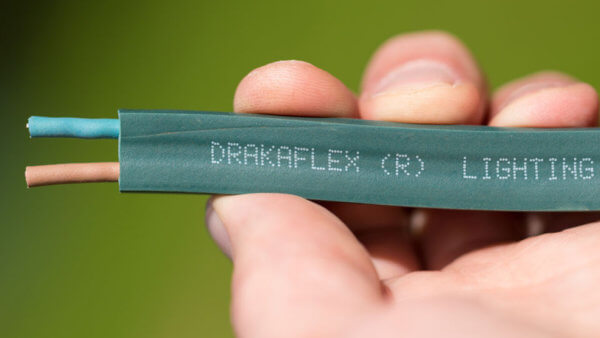 DRAKAFLEX (R) LIGHTING